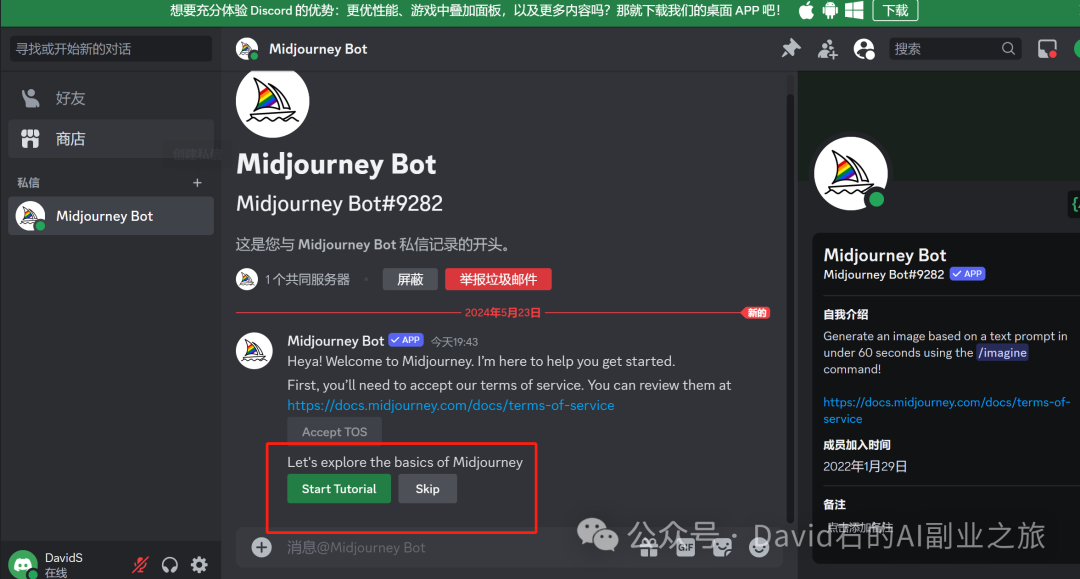 想要充分体验 Discord 的优势：更优性能、游戏中叠加面板，以及更多内容吗？那就下载我们的桌面 APP 吧！ 下载
寻找或开始新的对话
Midjourney Bot
搜索
好友
商店
创建私信
私信
Midjourney Bot
Midjourney Bot
Midjourney Bot#9282
这是您与 Midjourney Bot 私信记录的开头。
1 个共同服务器 屏蔽 举报垃圾邮件
2024年5月23日 新的
Midjourney Bot APP 今天19:43
Heya! Welcome to Midjourney. I'm here to help you get started.
First, you'll need to accept our terms of service. You can review them at
https://docs.midjourney.com/docs/terms-of-service
Accept TOS
Let's explore the basics of Midjourney
Start Tutorial Skip
消息@Midjourney Bot
GIF
DavidS
在线
Midjourney Bot
Midjourney Bot#9282 APP
自我介绍
Generate an image based on a text prompt in
under 60 seconds using the /imagine
command!
https://docs.midjourney.com/docs/terms-of-
service
成员加入时间
2022年1月29日
备注
点击添加备注
公众号 · David石的AI副业之旅